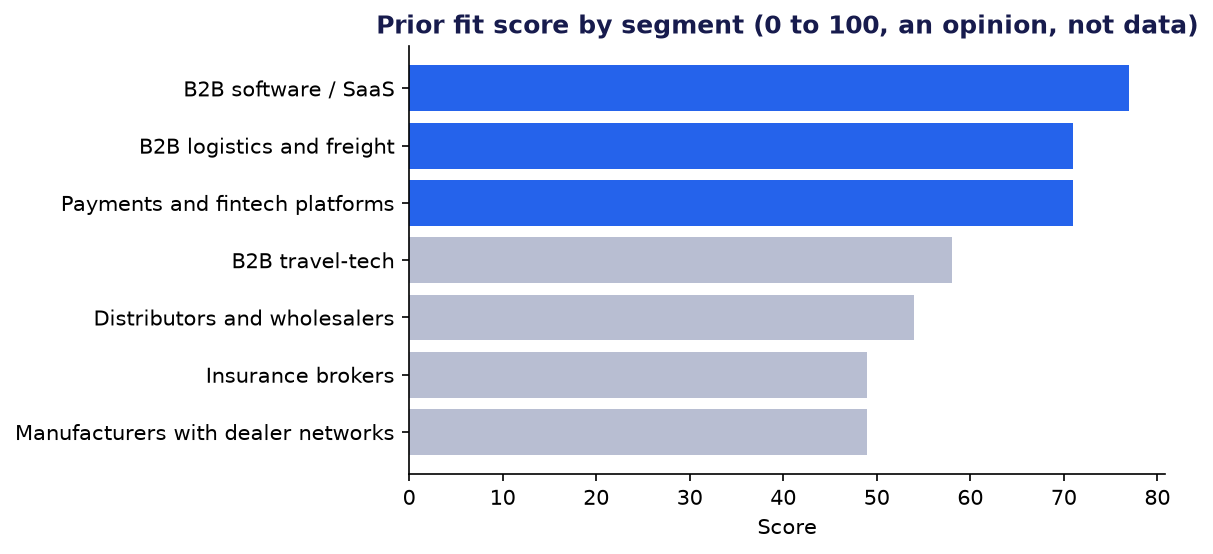 Prior fit score by segment (0 to 100, an opinion, not data)
B2B software / SaaS
B2B logistics and freight
Payments and fintech platforms
B2B travel-tech
Distributors and wholesalers
Insurance brokers
Manufacturers with dealer networks
0 10 20 30 40 50 60 70 80
Score